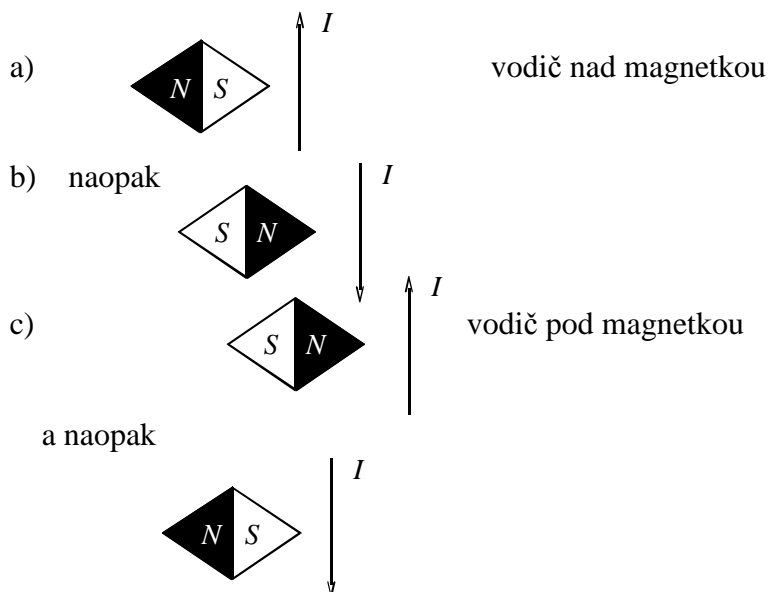 I
a) N S vodič nad magnetkou
b) naopak I
S N
I
c) S N vodič pod magnetkou
a naopak
I
N S